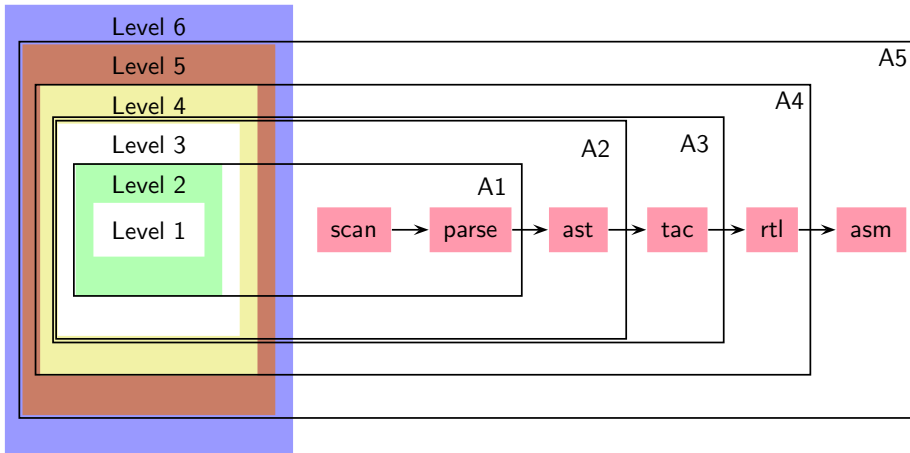 Level 6
A5
Level 5
A4
Level 4
Level 3
A2
A3
Level 2
A1
Level 1
scan
parse
ast
tac
rtl
asm